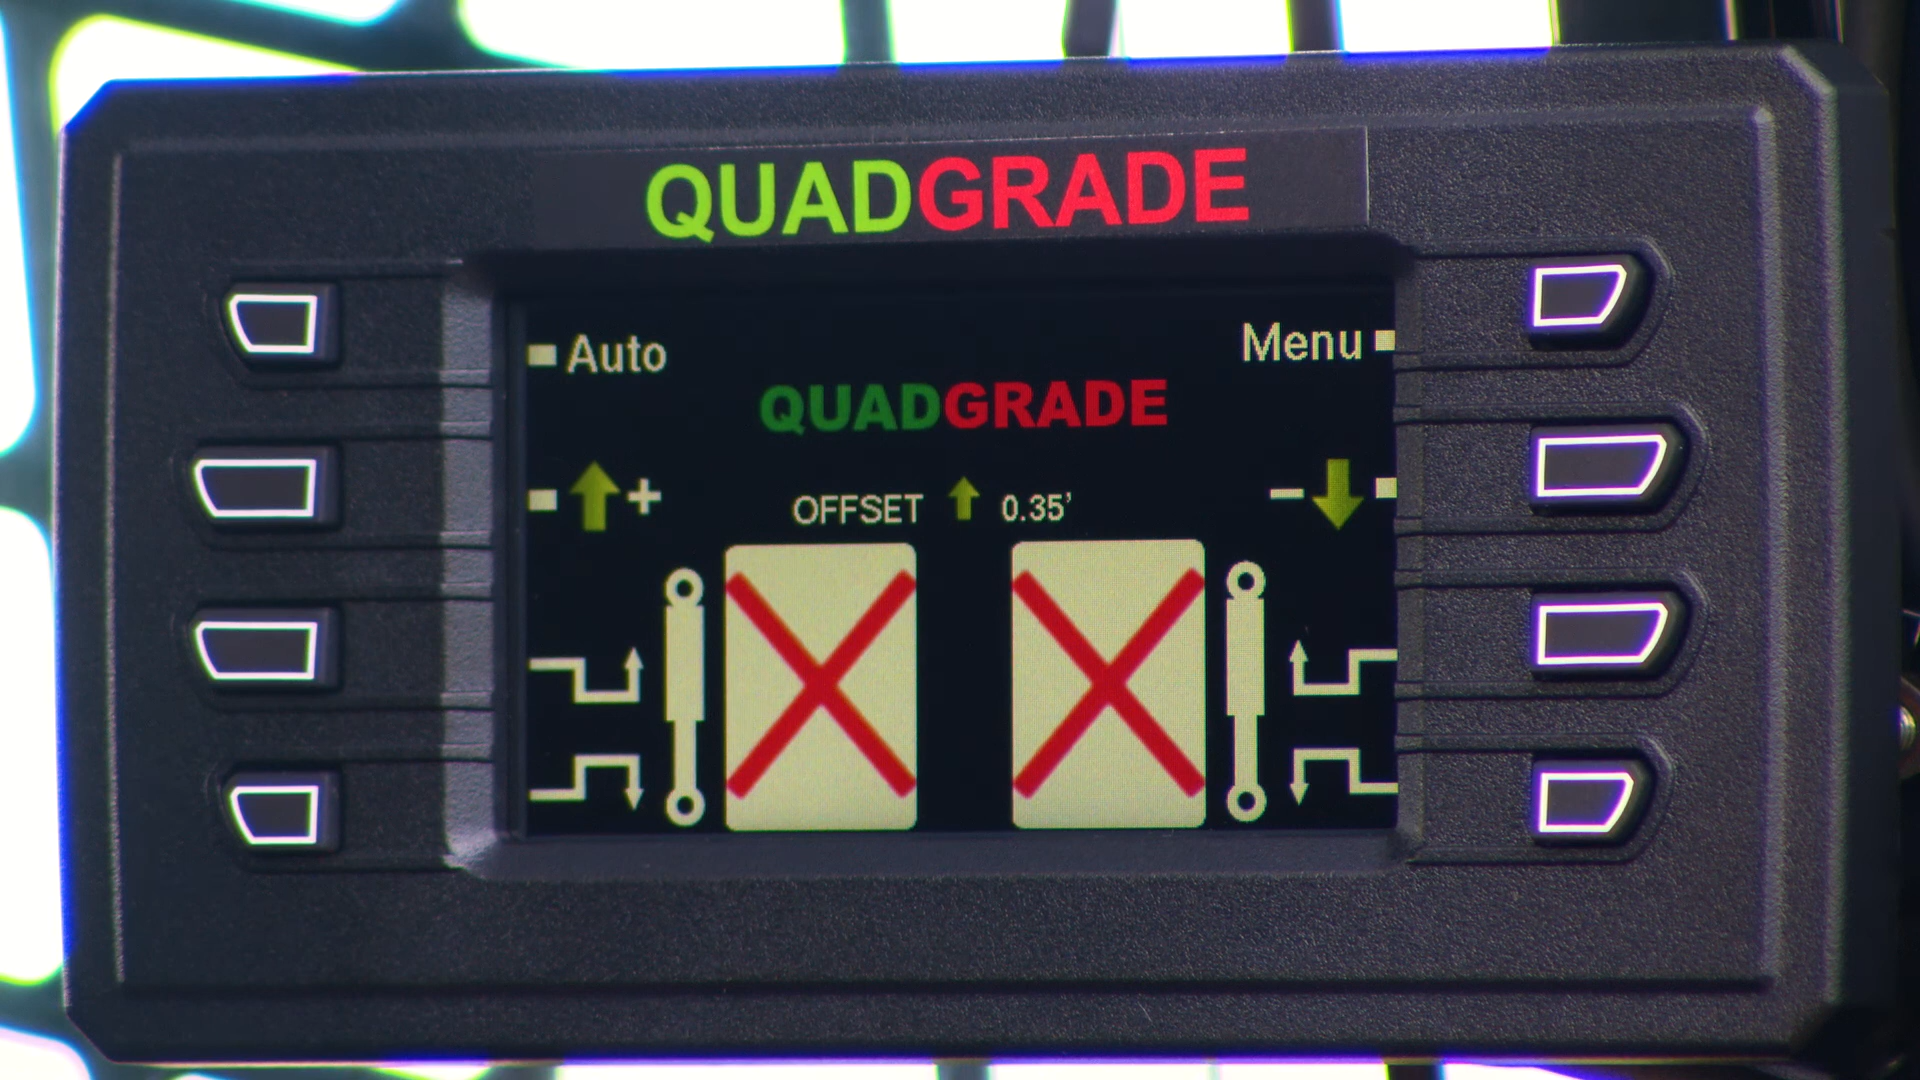 QUADGRADE
Auto
Menu
QUADGRADE
+
OFFSET 0.35'
-